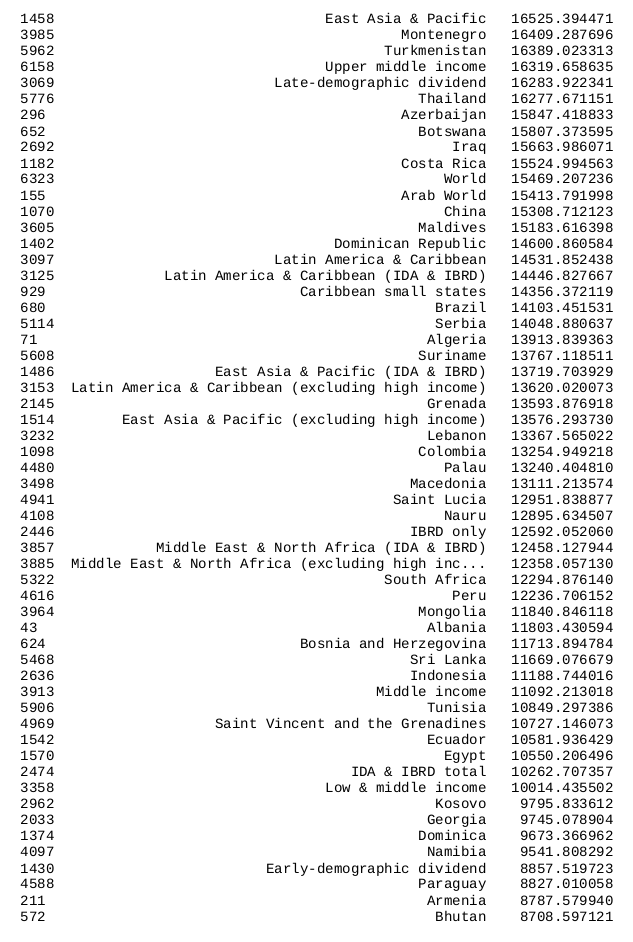 1458 East Asia & Pacific 16525.394471
3985 Montenegro 16409.287696
5962 Turkmenistan 16389.023313
6158 Upper middle income 16319.658635
3069 Late-demographic dividend 16283.922341
5776 Thailand 16277.671151
296 Azerbaijan 15847.418833
652 Botswana 15807.373595
2692 Iraq 15663.986071
1182 Costa Rica 15524.994563
6323 World 15469.207236
155 Arab World 15413.791998
1070 China 15308.712123
3605 Maldives 15183.616398
1402 Dominican Republic 14600.860584
3097 Latin America & Caribbean 14531.852438
3125 Latin America & Caribbean (IDA & IBRD) 14446.827667
929 Caribbean small states 14356.372119
680 Brazil 14103.451531
5114 Serbia 14048.880637
71 Algeria 13913.839363
5608 Suriname 13767.118511
1486 East Asia & Pacific (IDA & IBRD) 13719.703929
3153 Latin America & Caribbean (excluding high income) 13620.020073
2145 Grenada 13593.876918
1514 East Asia & Pacific (excluding high income) 13576.293730
3232 Lebanon 13367.565022
1098 Colombia 13254.949218
4480 Palau 13240.404810
3498 Macedonia 13111.213574
4941 Saint Lucia 12951.838877
4108 Nauru 12895.634507
2446 IBRD only 12592.052060
3857 Middle East & North Africa (IDA & IBRD) 12458.127944
3885 Middle East & North Africa (excluding high inc... 12358.057130
5322 South Africa 12294.876140
4616 Peru 12236.706152
3964 Mongolia 11840.846118
43 Albania 11803.430594
624 Bosnia and Herzegovina 11713.894784
5468 Sri Lanka 11669.076679
2636 Indonesia 11188.744016
3913 Middle income 11092.213018
5906 Tunisia 10849.297386
4969 Saint Vincent and the Grenadines 10727.146073
1542 Ecuador 10581.936429
1570 Egypt 10550.206496
2474 IDA & IBRD total 10262.707357
3358 Low & middle income 10014.435502
2962 Kosovo 9795.833612
2033 Georgia 9745.078904
1374 Dominica 9673.366962
4097 Namibia 9541.808292
1430 Early-demographic dividend 8857.519723
4588 Paraguay 8827.010058
211 Armenia 8787.579940
572 Bhutan 8708.597121